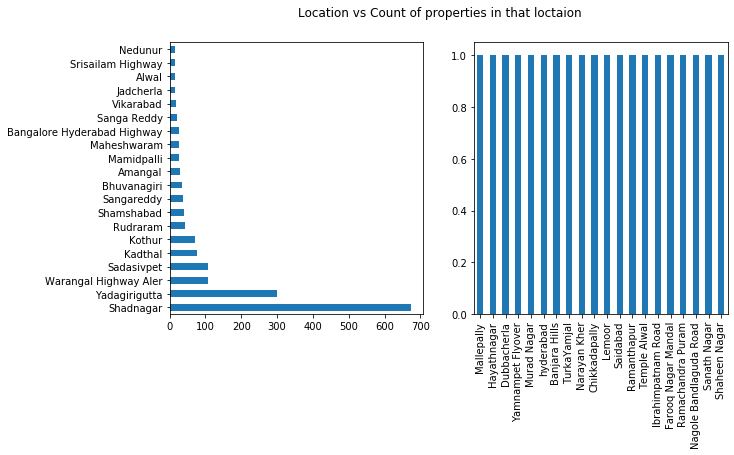 Location vs Count of properties in that loctaion
Nedunur
Srisailam Highway
Alwal
Jadcherla
Vikarabad
Sanga Reddy
Bangalore Hyderabad Highway
Maheshwaram
Mamidpalli
Amangal
Bhuvanagiri
Sangareddy
Shamshabad
Rudraram
Kothur
Kadthal
Sadasivpet
Warangal Highway Aler
Yadagirigutta
Shadnagar
0 100 200 300 400 500 600 700
1.0
0.8
0.6
0.4
0.2
0.0
Mallepally
Hayathnagar
Dubbacherla
Yamnampet Flyover
Murad Nagar
hyderabad
Banjara Hills
TurkaYamjal
Narayan Kher
Chikkadapally
Lemoor
Saidabad
Ramanthapur
Temple Alwal
Ibrahimpatnam Road
Farooq Nagar Mandal
Ramachandra Puram
Nagole Bandlaguda Road
Sanath Nagar
Shaheen Nagar